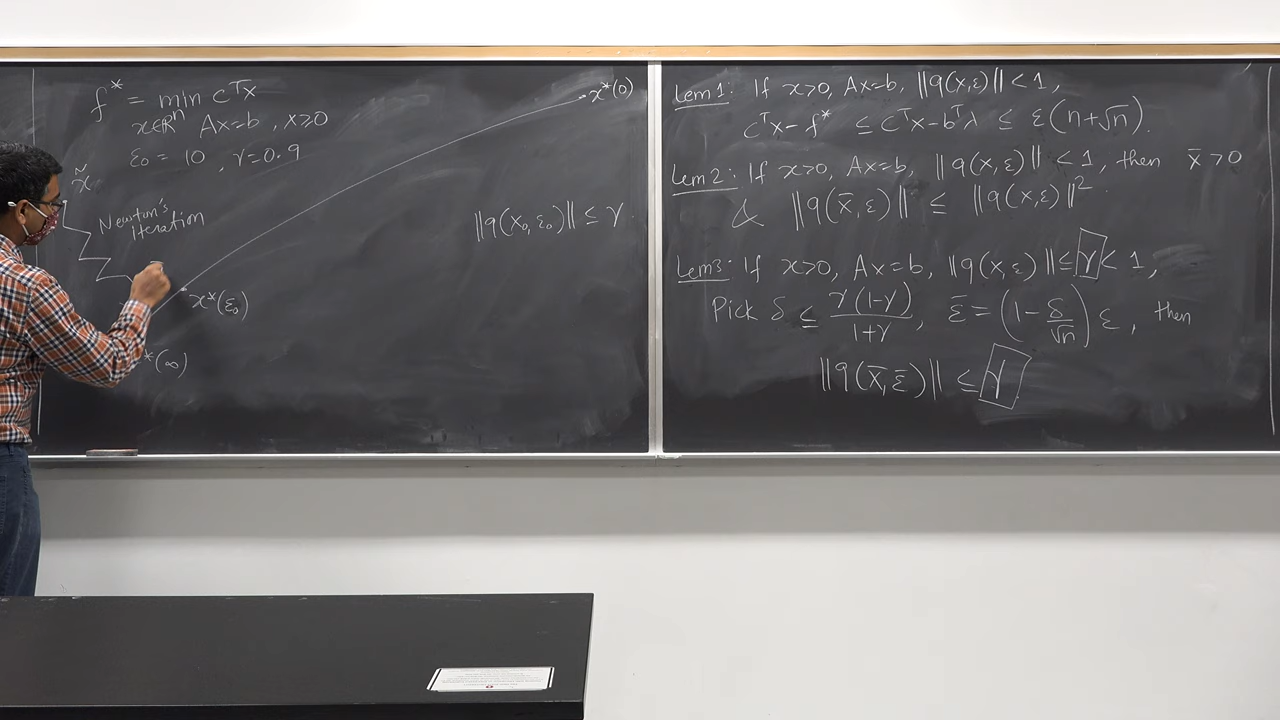 f* = min cᵀx
x∈ℝⁿ Ax=b, x≥0
ε₀ = 10, γ=0.9
x̃
Newton's
iteration
x*(ε₀)
*(∞)
x*(0)
||q(x₀,ε₀)|| ≤ γ.
Lem1: If x>0, Ax=b, ||q(x,ε)|| < 1,
cᵀx-f* ≤ cᵀx-bᵀλ ≤ ε(n+√n).
Lem2: If x>0, Ax=b, ||q(x,ε)|| < 1, then x̄>0
& ||q(x̄,ε)|| ≤ ||q(x,ε)||².
Lem3: If x>0, Ax=b, ||q(x,ε)|| ≤ γ < 1,
Pick δ ≤ γ(1-γ)/1+γ, ε̄ = (1-δ/√n) ε, then
||q(x̄,ε̄)|| ≤ γ